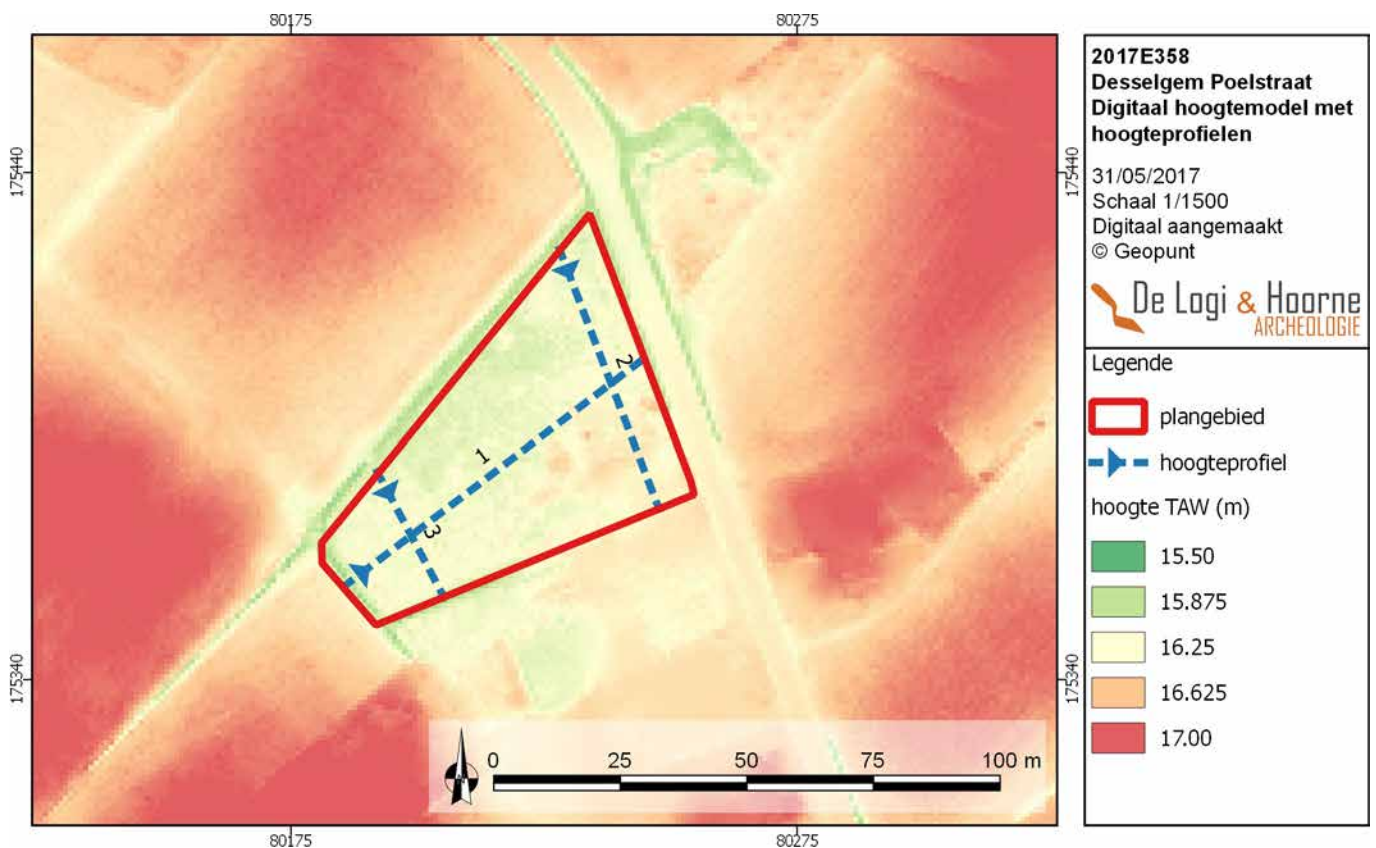 80175
80275
175440
175440
175340
175340
80175
80275
1
2
3
0
25
50
75
100 m
2017E358
Desselgem Poelstraat
Digitaal hoogtemodel met
hoogteprofielen
31/05/2017
Schaal 1/1500
Digitaal aangemaakt
© Geopunt
De Logi & Hoorne
ARCHEOLOGIE
Legende
plangebied
hoogteprofiel
hoogte TAW (m)
15.50
15.875
16.25
16.625
17.00